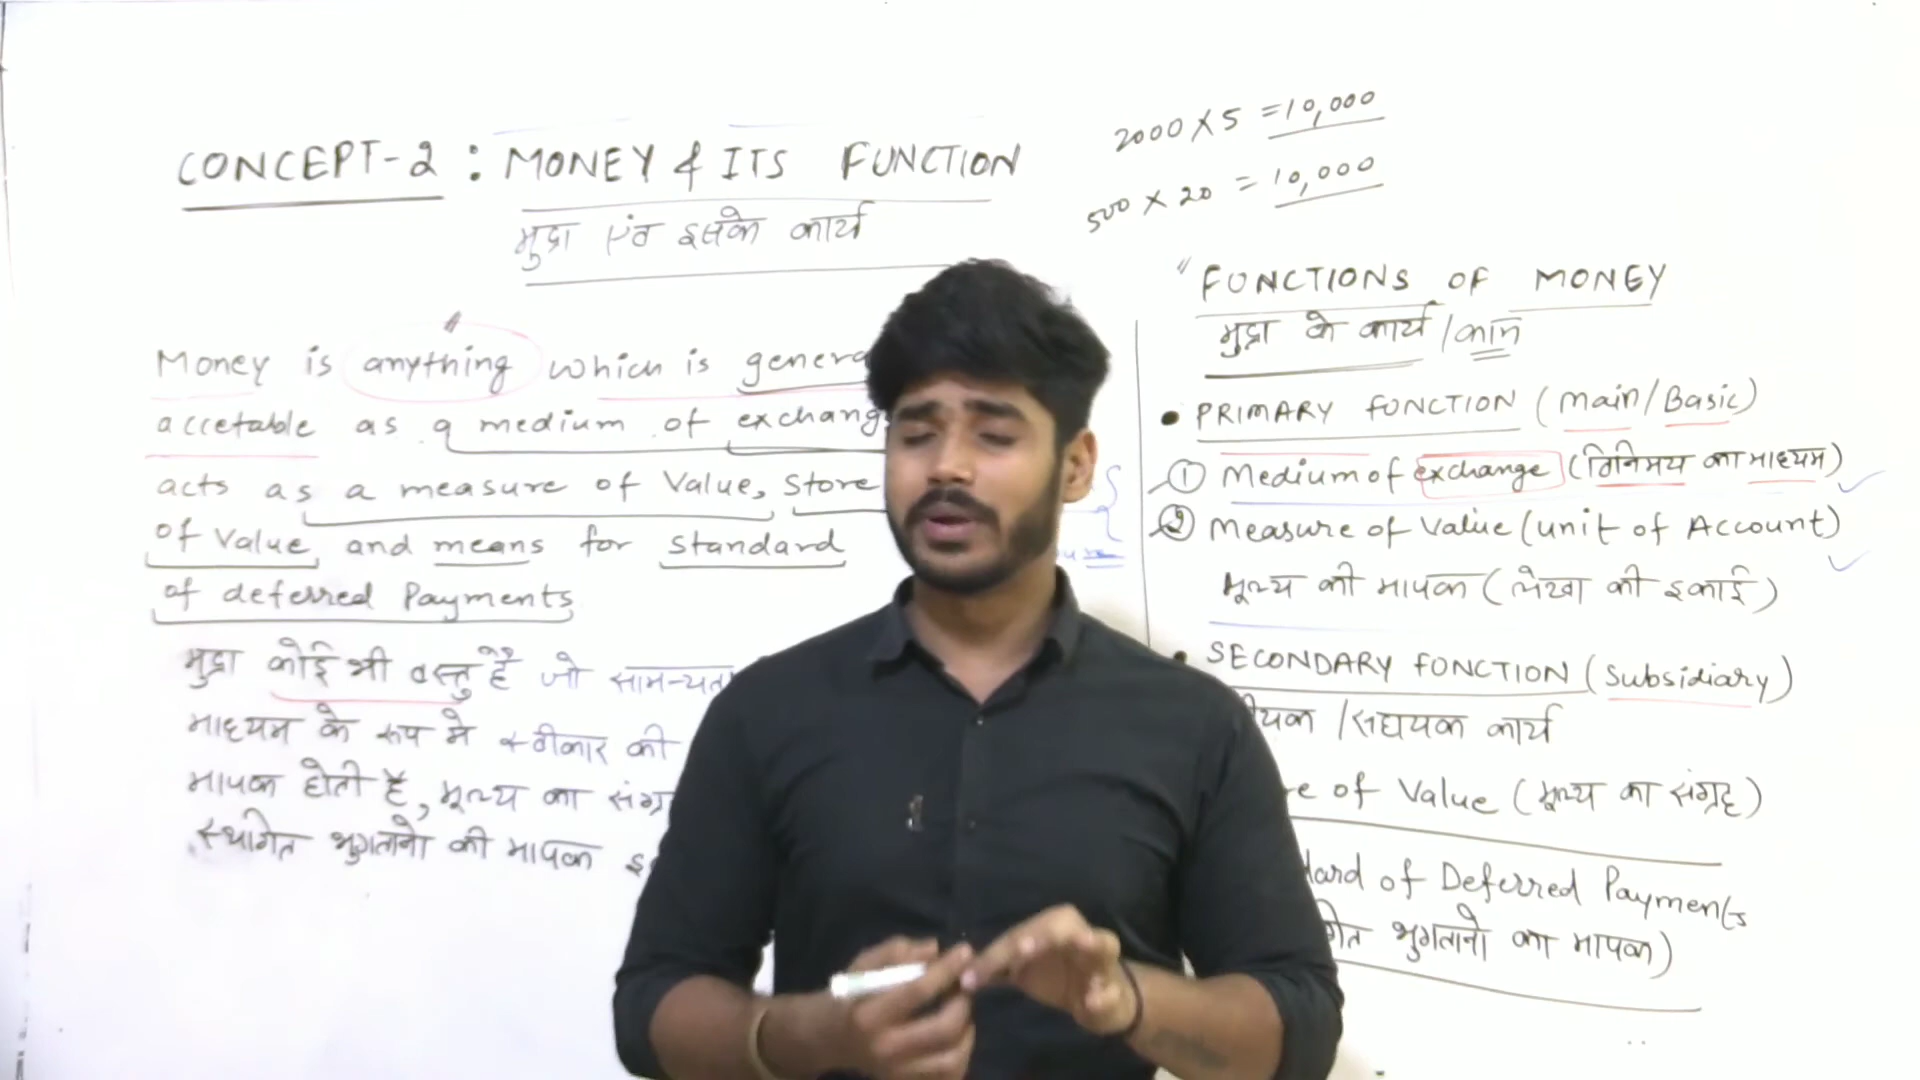 CONCEPT-2 : MONEY & ITS FUNCTION
मुद्रा एंव इसके कार्य
Money is anything which is genera
accetable as a medium of exchang
acts as a measure of Value, Store
of Value, and means for standard
of deferred Payments
मुद्रा कोई भी वस्तु है जो सामन्यता
माध्यम के रूप मे स्वीकार की
मापक होती है, मूल्य का संग्र
स्थगित भुगतानो की मापक इ
2000 X 5 = 10,000
500 X 20 = 10,000
" FUNCTIONS OF MONEY
मुद्रा के कार्य / काम
• PRIMARY FUNCTION (Main/Basic)
① Medium of exchange (विनिमय का माध्यम)
② Measure of Value (unit of Account)
मूल्य की मापक (लेखा की इकाई)
• SECONDARY FUNCTION (Subsidiary)
तीयक / सहायक कार्य
re of Value (मूल्य का संग्रह)
dard of Deferred Payments
गित भुगतानो का मापक)